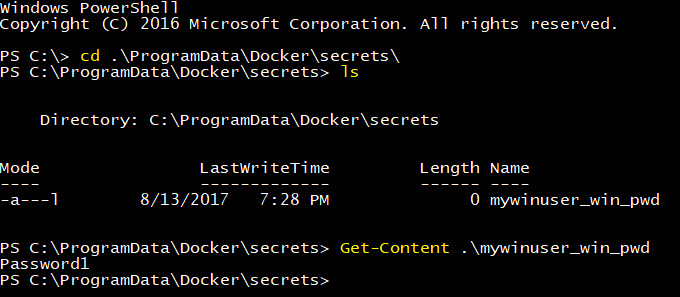 Windows PowerShell
Copyright (C) 2016 Microsoft Corporation. All rights reserved.
PS C:\> cd .\ProgramData\Docker\secrets\
PS C:\ProgramData\Docker\secrets> ls
Directory: C:\ProgramData\Docker\secrets
Mode                LastWriteTime         Length Name
----                -------------         ------ ----
-a---l        8/13/2017   7:28 PM              0 mywinuser_win_pwd
PS C:\ProgramData\Docker\secrets> Get-Content .\mywinuser_win_pwd
Password1
PS C:\ProgramData\Docker\secrets>